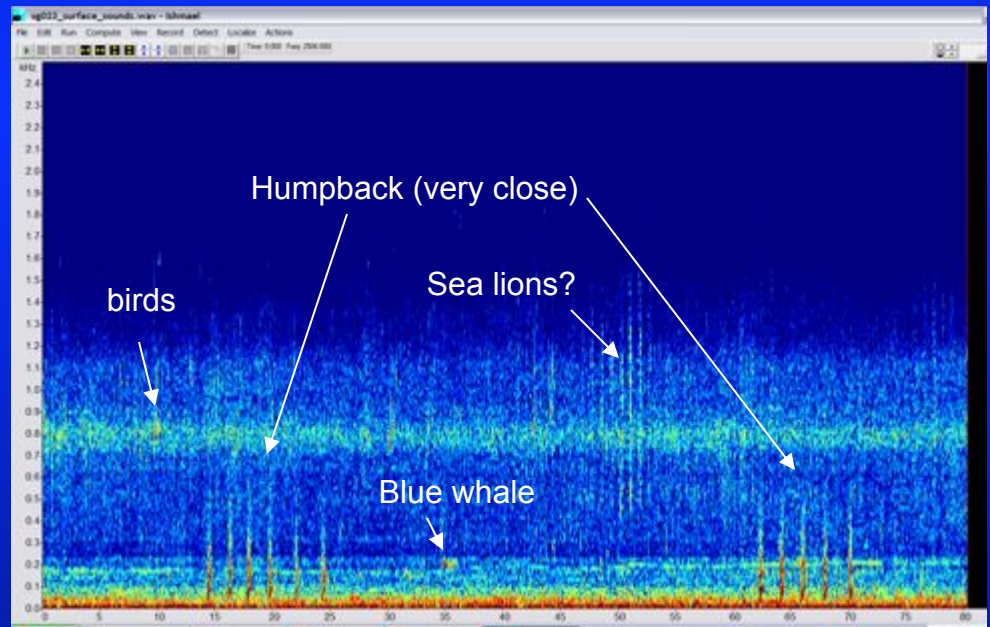 sg023_surface_sounds.wav - Ishmael
File Edit Run Compute View Record Detect Localize Actions
Time 0.000 Freq
kHz
2.4
2.3
2.2
2.1
2.0
1.9
1.8
1.7
1.6
1.5
1.4
1.3
1.2
1.1
1.0
0.9
0.8
0.7
0.6
0.5
0.4
0.3
0.2
0.1
0.0
Humpback (very close)
Sea lions?
birds
Blue whale
0 5 10 15 20 25 30 35 40 45 50 55 60 65 70 75 80